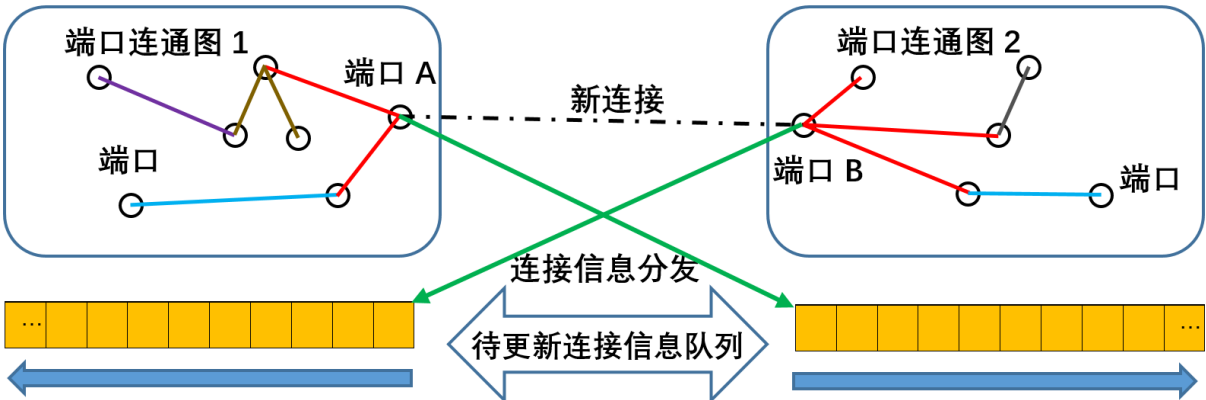 端口连通图 1
端口 A
端口
新连接
端口连通图 2
端口 B
端口
连接信息分发
…
待更新连接信息队列
…